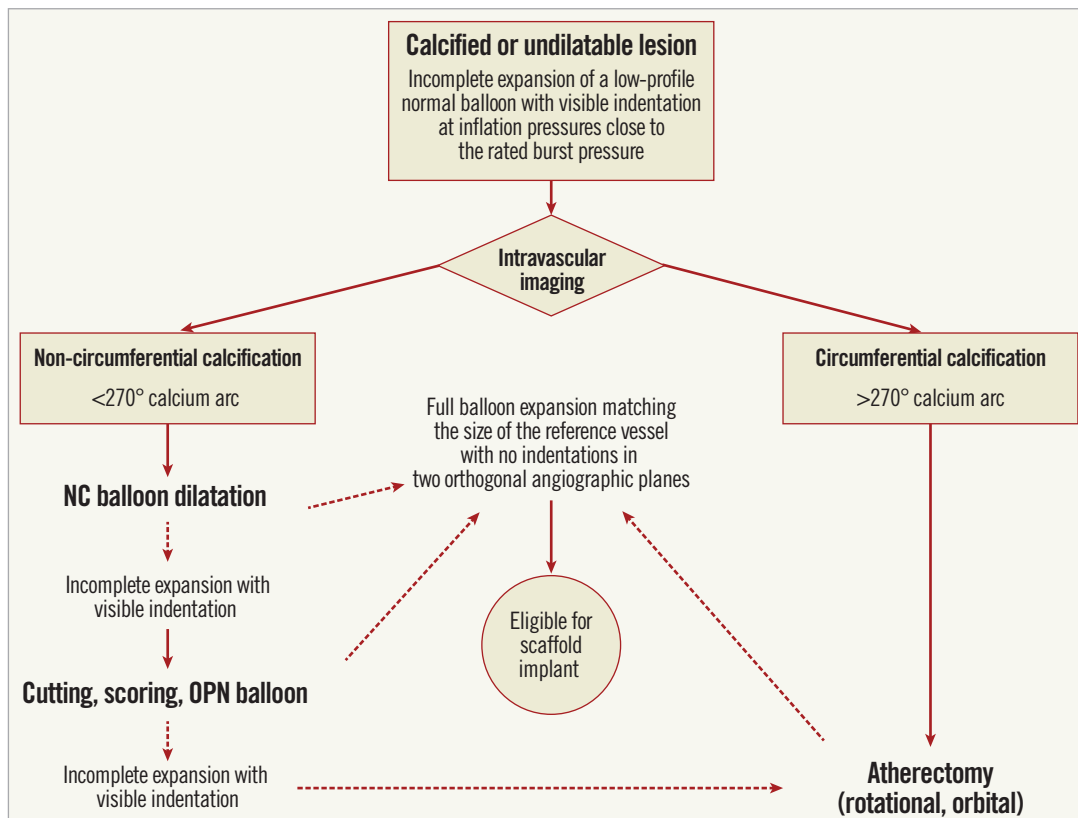 Calcified or undilatable lesion
Incomplete expansion of a low-profile
normal balloon with visible indentation
at inflation pressures close to
the rated burst pressure
Intravascular
imaging
Non-circumferential calcification
<270° calcium arc
Circumferential calcification
>270° calcium arc
Full balloon expansion matching
the size of the reference vessel
with no indentations in
two orthogonal angiographic planes
NC balloon dilatation
Incomplete expansion with
visible indentation
Eligible for
scaffold
implant
Cutting, scoring, OPN balloon
Incomplete expansion with
visible indentation
Atherectomy
(rotational, orbital)